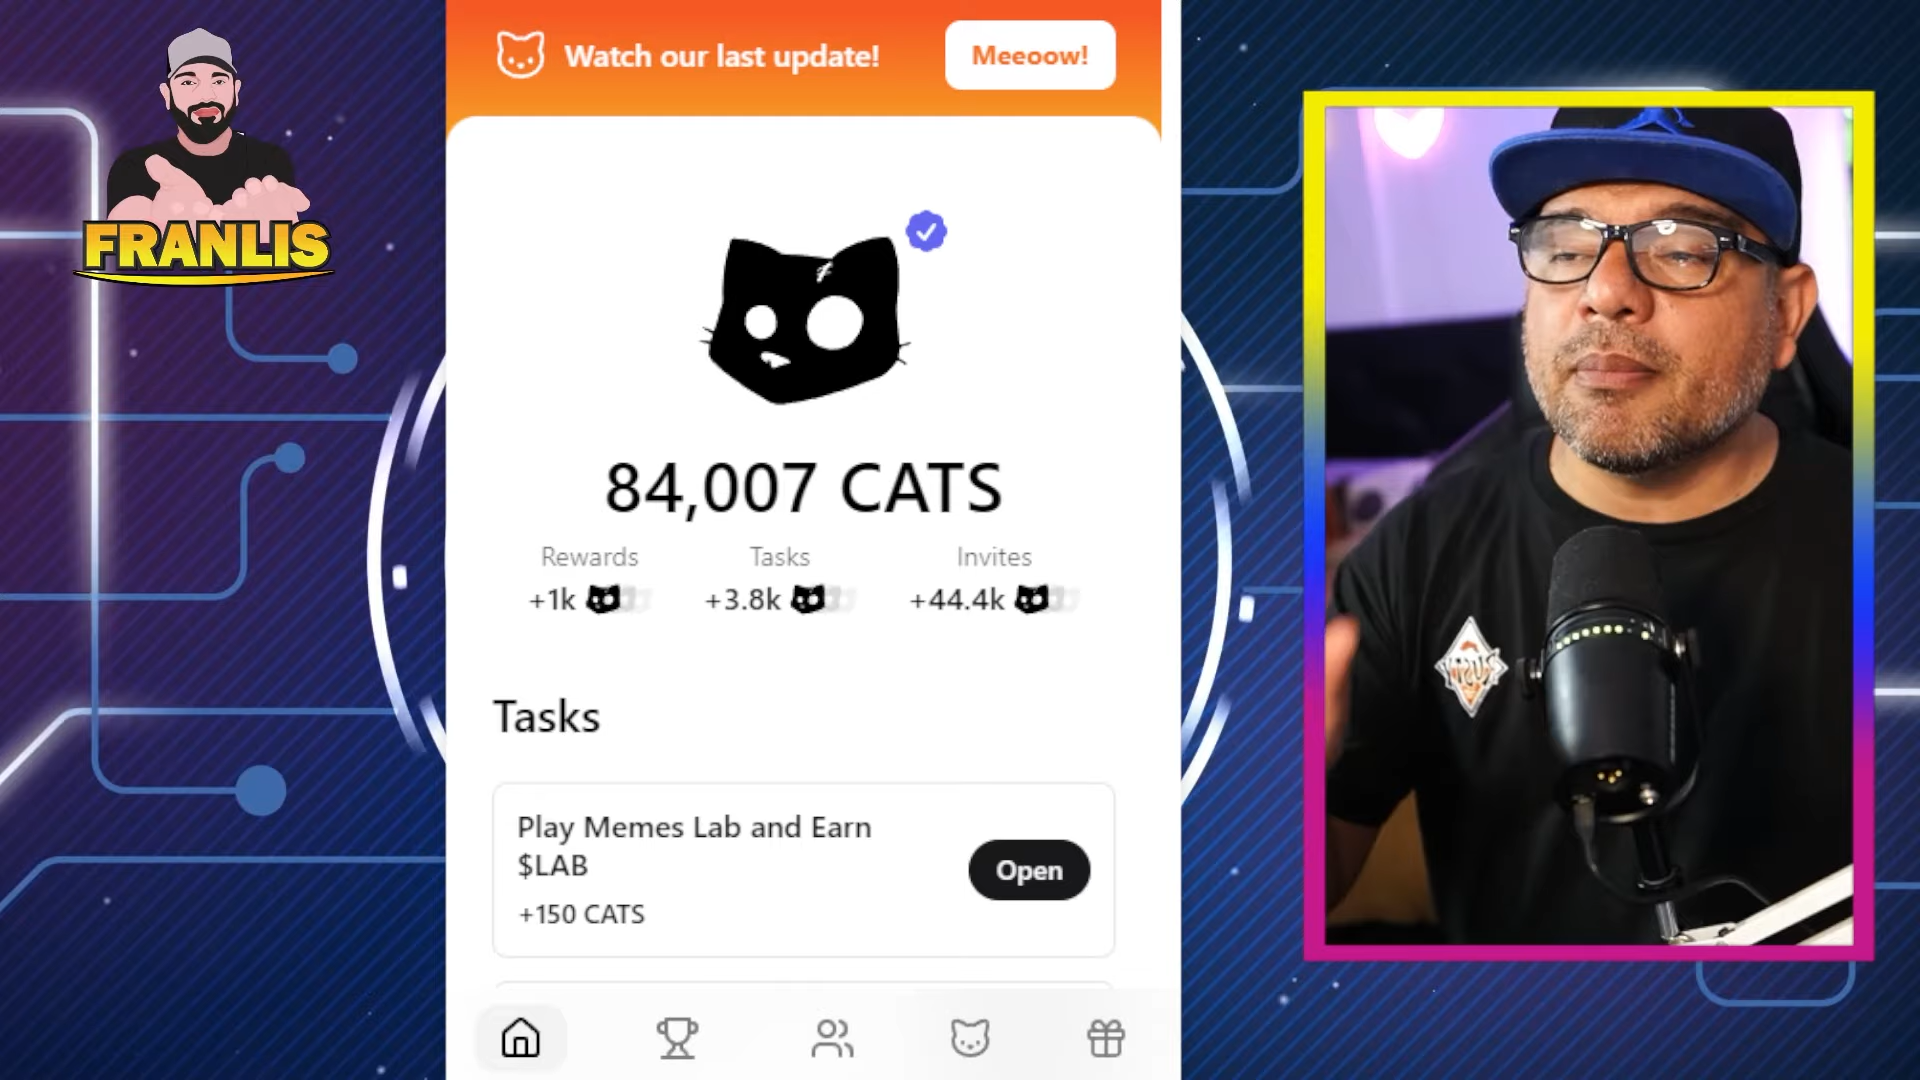 FRANLIS
Watch our last update!
Meeoow!
84,007 CATS
Rewards
Tasks
Invites
+1k
+3.8k
+44.4k
Tasks
Play Memes Lab and Earn
$LAB
+150 CATS
Open